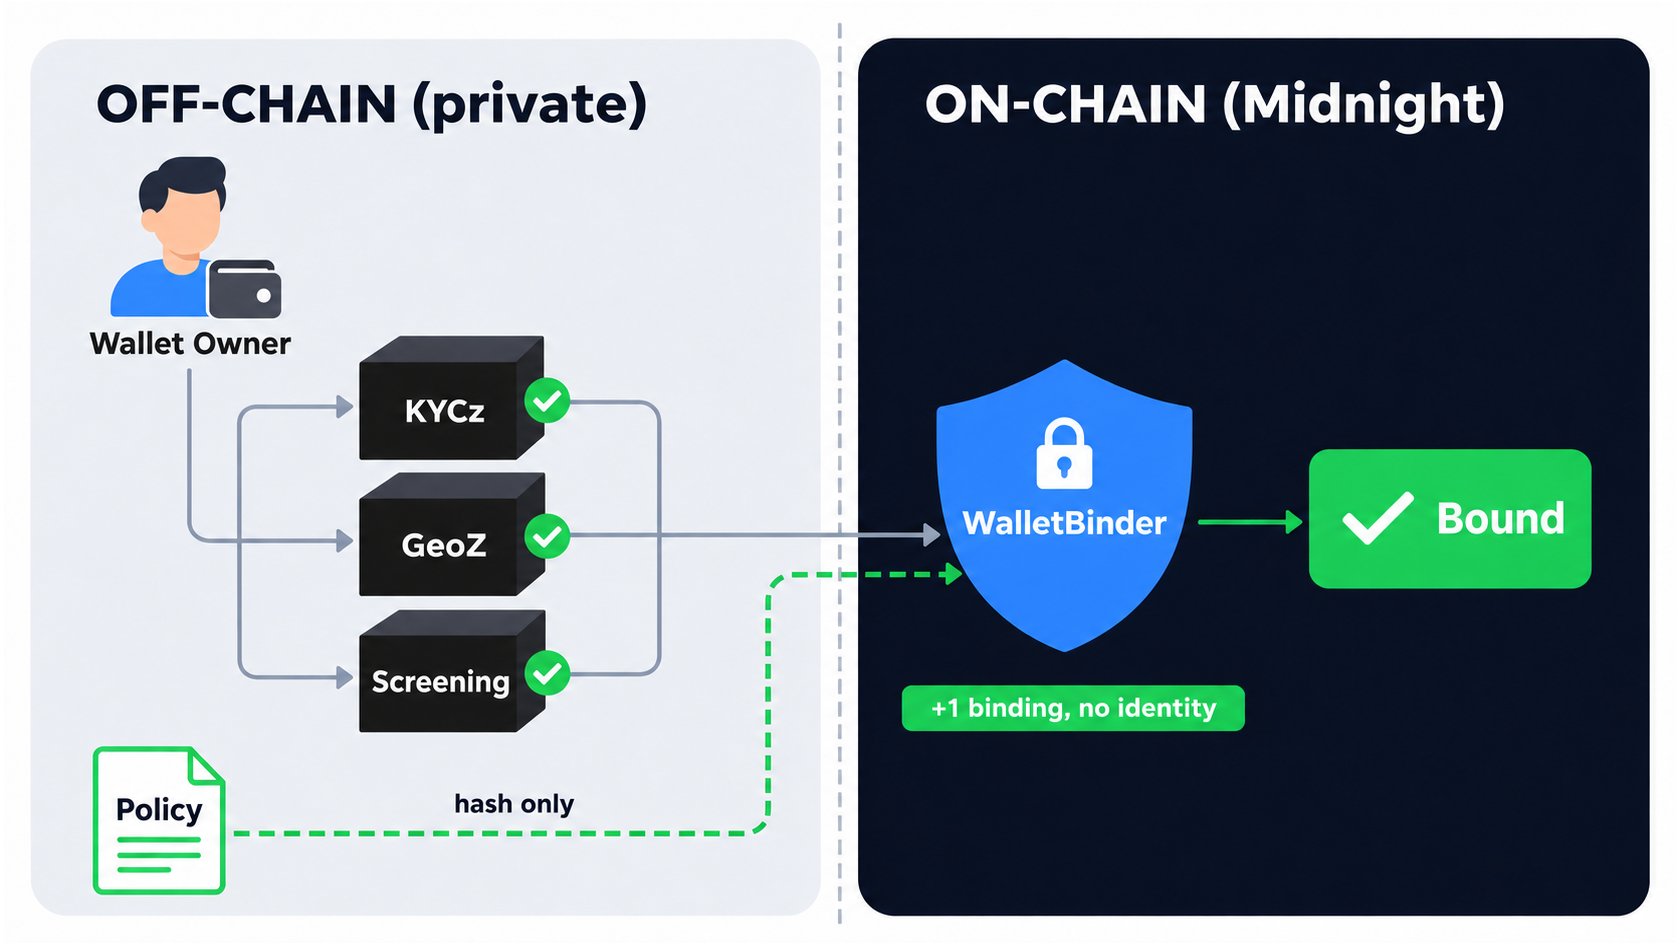 OFF-CHAIN (private)
Wallet Owner
KYCz
GeoZ
Screening
Policy
hash only
ON-CHAIN (Midnight)
WalletBinder
Bound
+1 binding, no identity